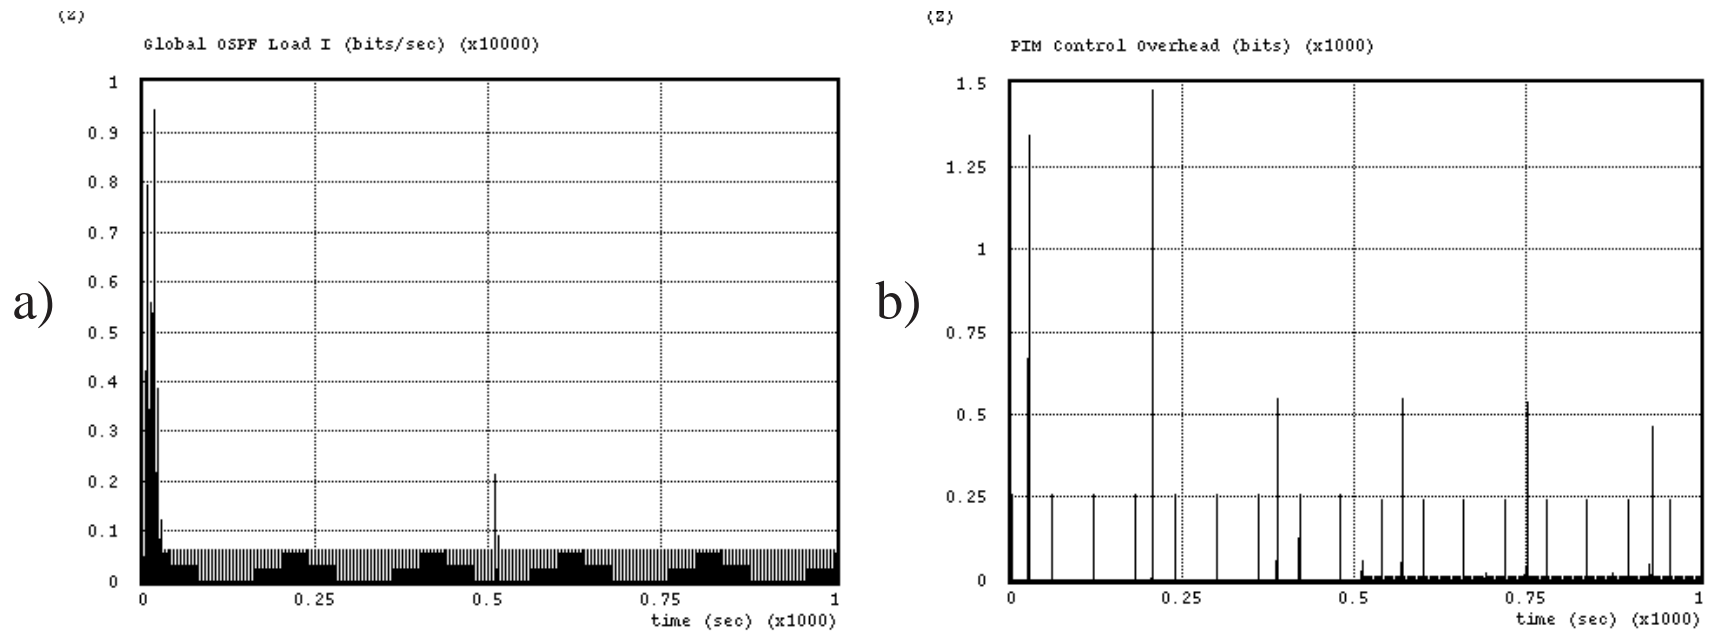 (Z)
Global OSPF Load I (bits/sec) (x10000)
1
0.9
0.8
0.7
0.6
a)
0.5
0.4
0.3
0.2
0.1
0
0 0.25 0.5 0.75 1
time (sec) (x1000)
(Z)
PIM Control Overhead (bits) (x1000)
1.5
1.25
1
b)
0.75
0.5
0.25
0
0 0.25 0.5 0.75 1
time (sec) (x1000)